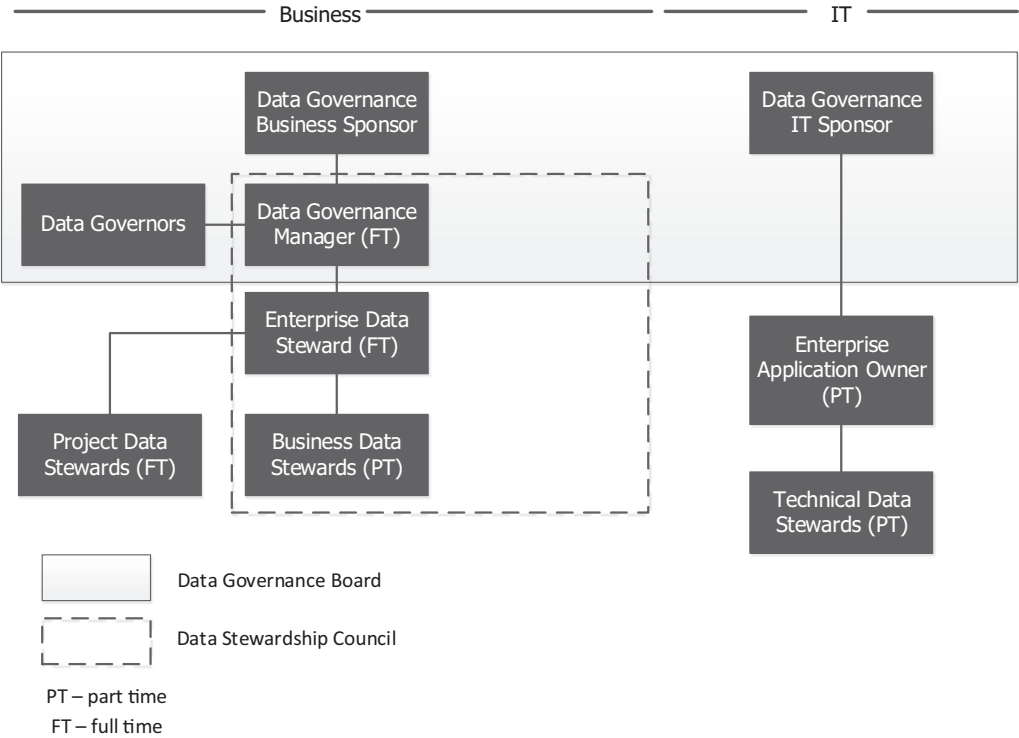 Business
IT
Data Governance
Business Sponsor
Data Governance
IT Sponsor
Data Governors
Data Governance
Manager (FT)
Enterprise Data
Steward (FT)
Enterprise
Application Owner
(PT)
Project Data
Stewards (FT)
Business Data
Stewards (PT)
Technical Data
Stewards (PT)
Data Governance Board
Data Stewardship Council
PT – part time
FT – full time